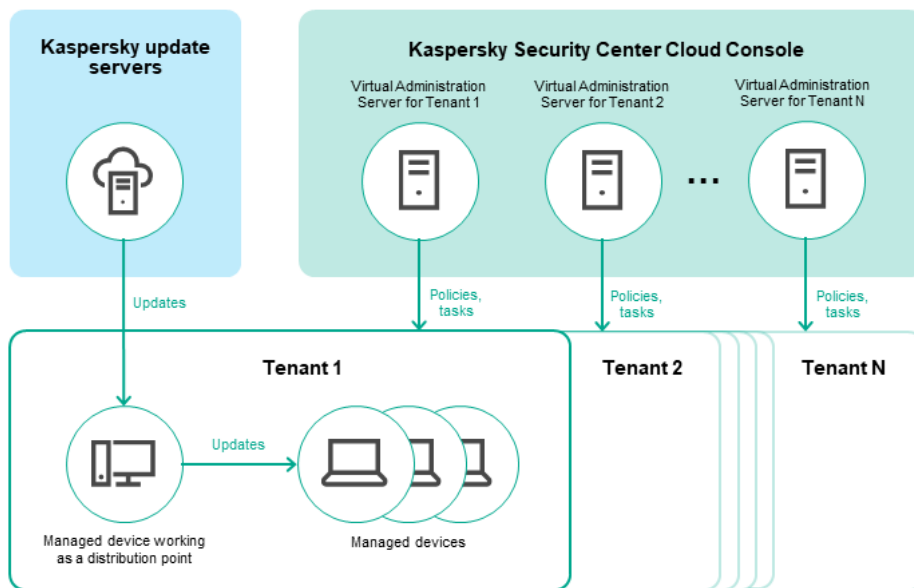 Kaspersky update
servers
Kaspersky Security Center Cloud Console
Virtual Administration
Server for Tenant 1
Virtual Administration
Server for Tenant 2
Virtual Administration
Server for Tenant N
...
Updates
Policies,
tasks
Policies,
tasks
Policies,
tasks
Tenant 1
Tenant 2
Tenant N
Updates
Managed device working
as a distribution point
Managed devices